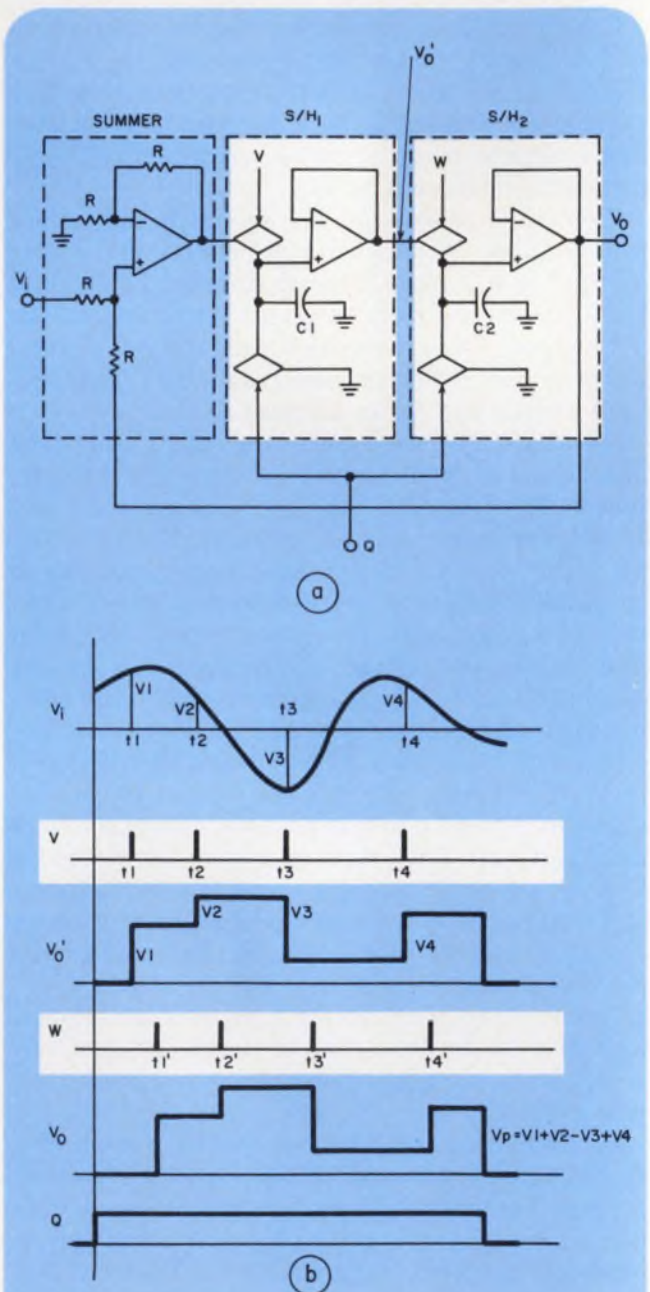 V₀'
SUMMER S/H₁ S/H₂
R V W
R
Vᵢ R V₀
C1 C2
R
Q
a
V1 V2 t3 V4
Vᵢ
t1 t2 V3 t4
V
t1 t2 t3 t4
V2 V3
V₀' V1 V4
W
t1' t2' t3' t4'
V₀ Vp=V1+V2-V3+V4
Q
b